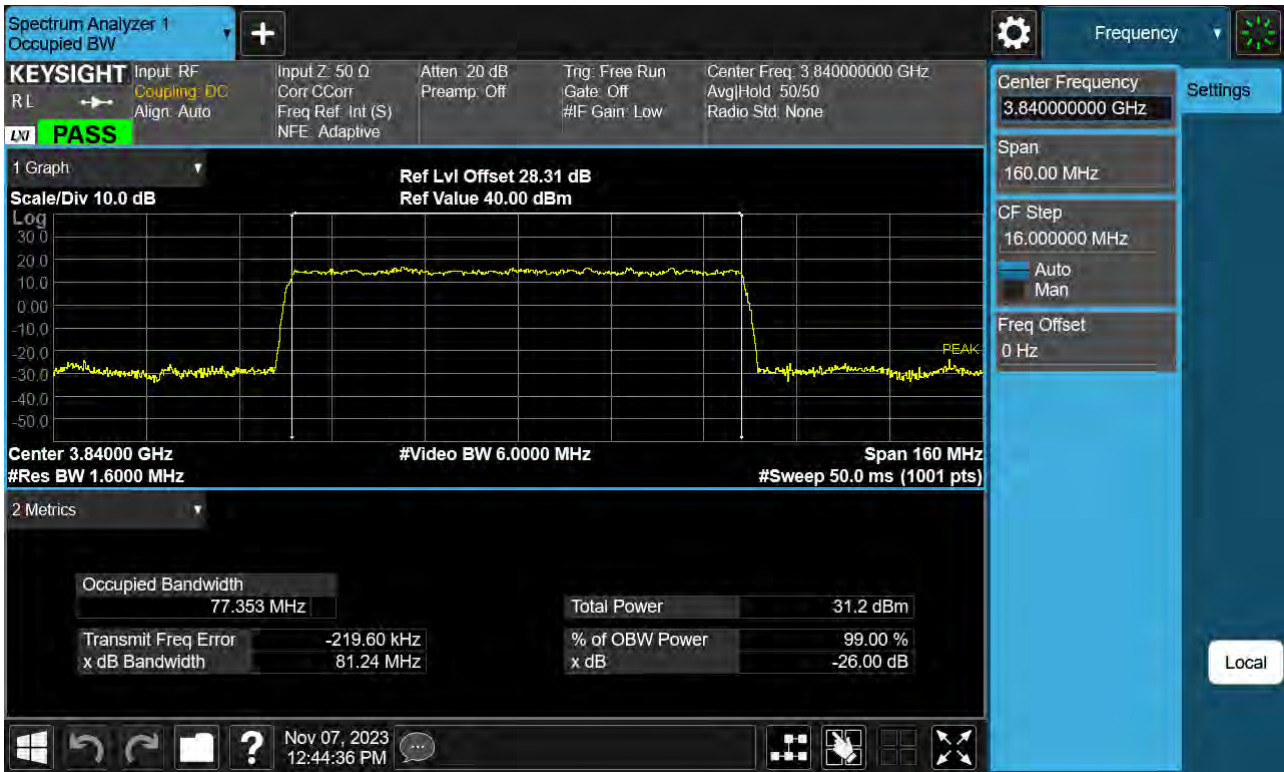 Spectrum Analyzer 1
Occupied BW
+
Frequency
KEYSIGHT
RL
LXI PASS
Input: RF
Coupling: DC
Align: Auto
Input Z: 50 Ω
Corr CCorr
Freq Ref: Int (S)
NFE: Adaptive
Atten: 20 dB
Preamp: Off
Trig: Free Run
Gate: Off
#IF Gain: Low
Center Freq: 3.840000000 GHz
Avg|Hold: 50/50
Radio Std: None
Center Frequency
3.840000000 GHz
Settings
Span
160.00 MHz
CF Step
16.000000 MHz
Auto
Man
Freq Offset
0 Hz
1 Graph
Scale/Div 10.0 dB
Ref Lvl Offset 28.31 dB
Ref Value 40.00 dBm
Log
30.0
20.0
10.0
0.00
-10.0
-20.0
-30.0
-40.0
-50.0
PEAK
Center 3.84000 GHz
#Video BW 6.0000 MHz
Span 160 MHz
#Res BW 1.6000 MHz
#Sweep 50.0 ms (1001 pts)
2 Metrics
Occupied Bandwidth
77.353 MHz
Total Power 31.2 dBm
Transmit Freq Error -219.60 kHz
% of OBW Power 99.00 %
x dB Bandwidth 81.24 MHz
x dB -26.00 dB
Local
?
Nov 07, 2023
12:44:36 PM